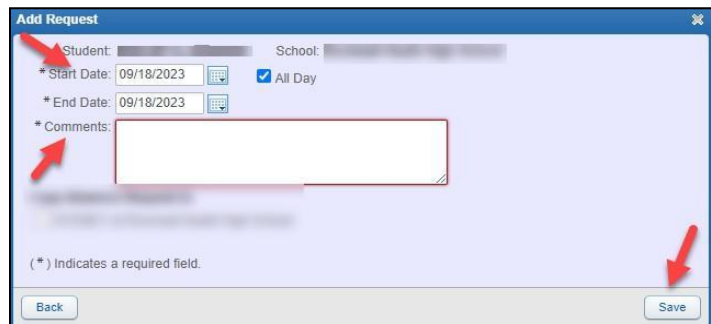 Add Request
Student: School:
* Start Date: 09/18/2023 All Day
* End Date: 09/18/2023
* Comments:
(*) Indicates a required field.
Back Save